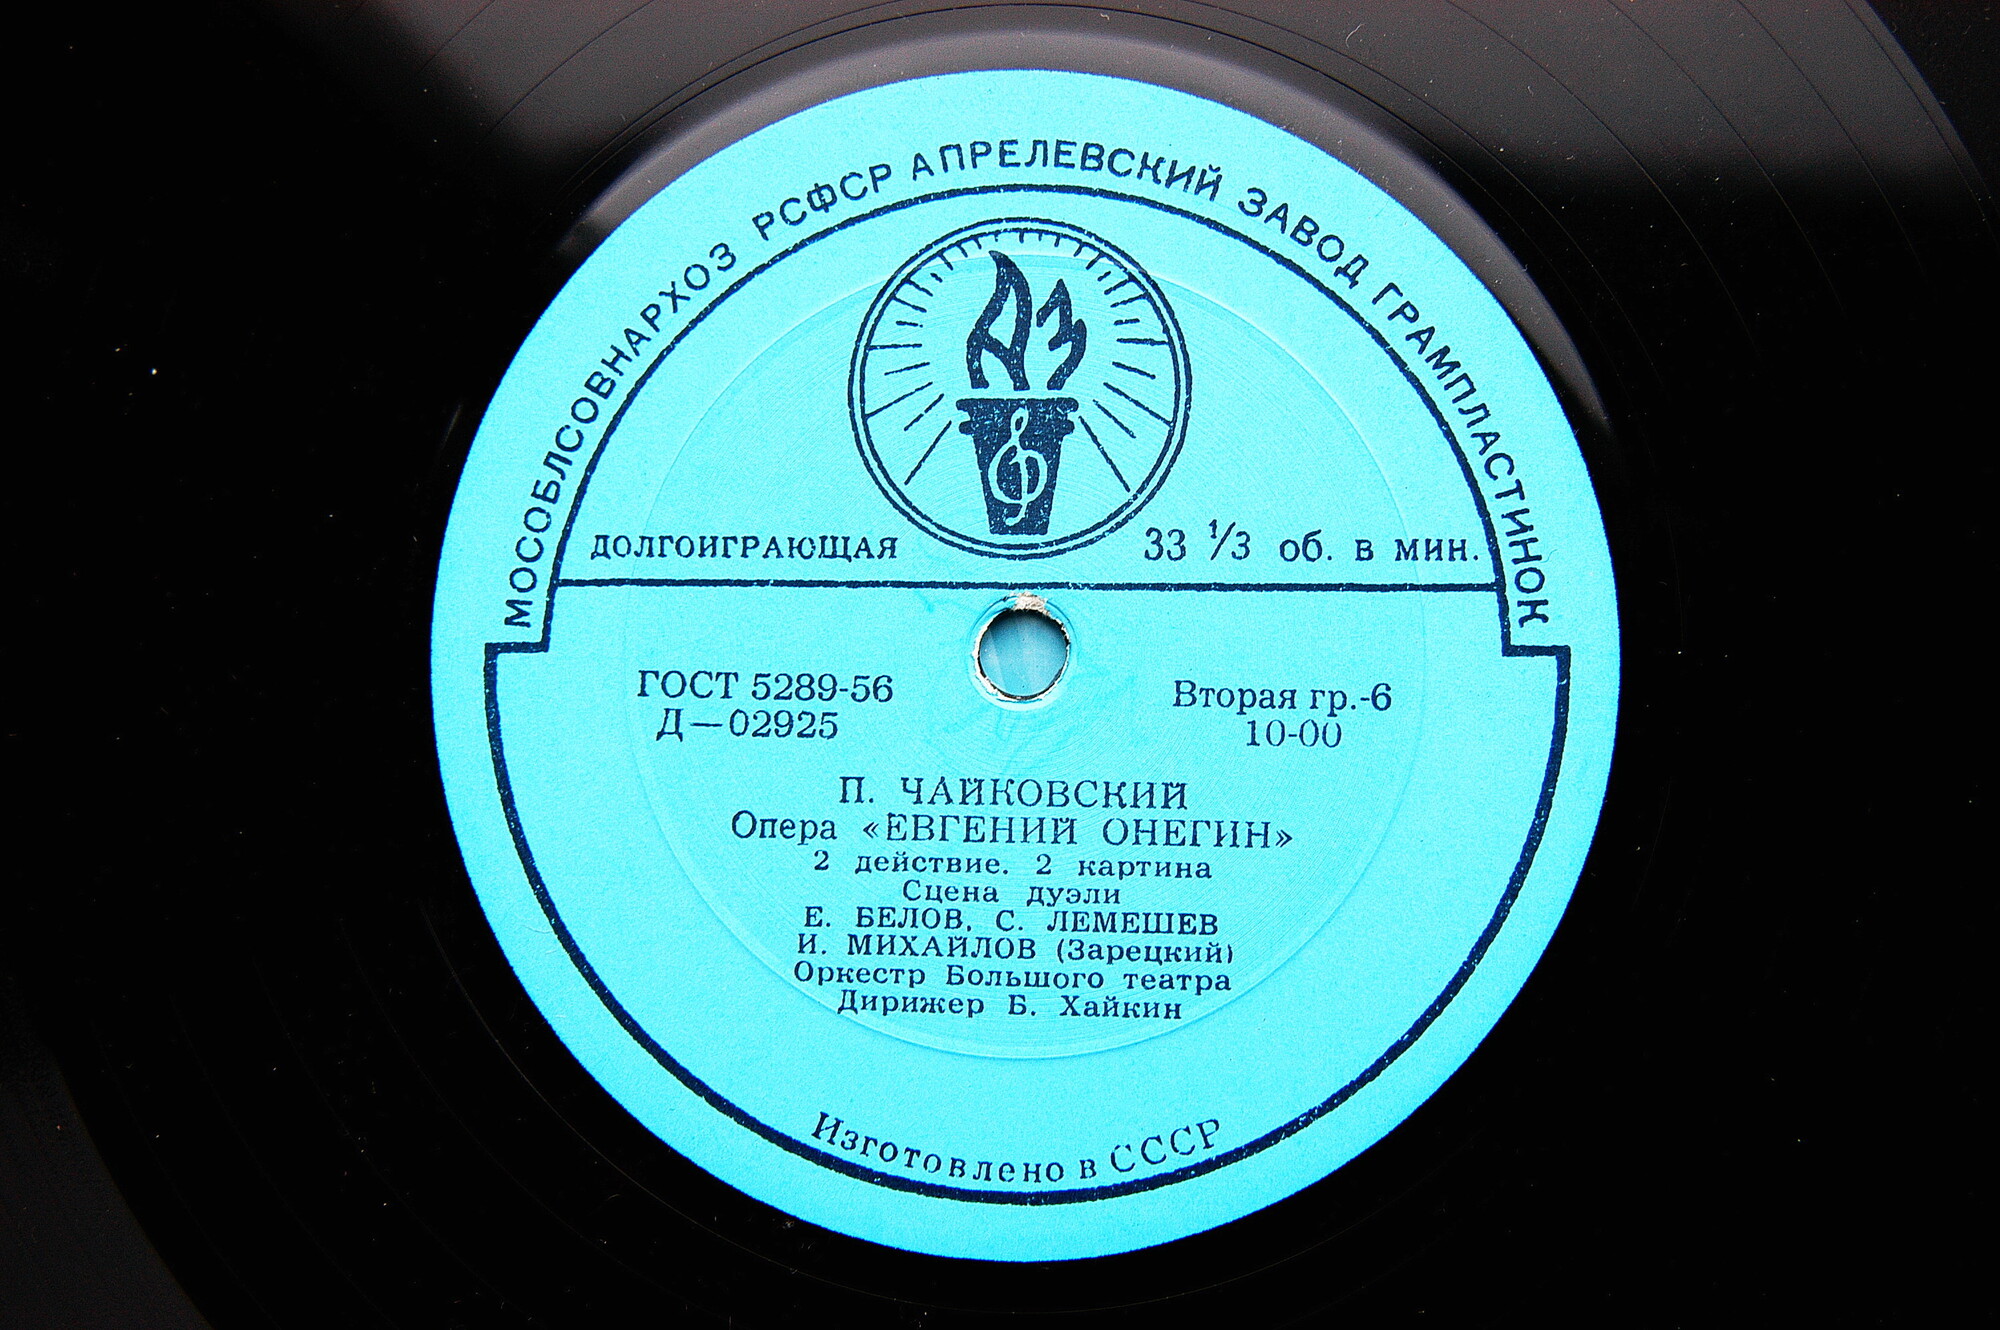 МОСОБЛСОВНАРХОЗ РСФСР АПРЕЛЕВСКИЙ ЗАВОД ГРАМПЛАСТИНОК
АЗ
ДОЛГОИГРАЮЩАЯ
33 1/3 об. в мин.
ГОСТ 5289-56
Д—02925
Вторая гр.-6
10-00
П. ЧАЙКОВСКИЙ
Опера «ЕВГЕНИЙ ОНЕГИН»
2 действие. 2 картина
Сцена дуэли
Е. БЕЛОВ, С. ЛЕМЕШЕВ
И. МИХАЙЛОВ (Зарецкий)
Оркестр Большого театра
Дирижер Б. Хайкин
Изготовлено в СССР